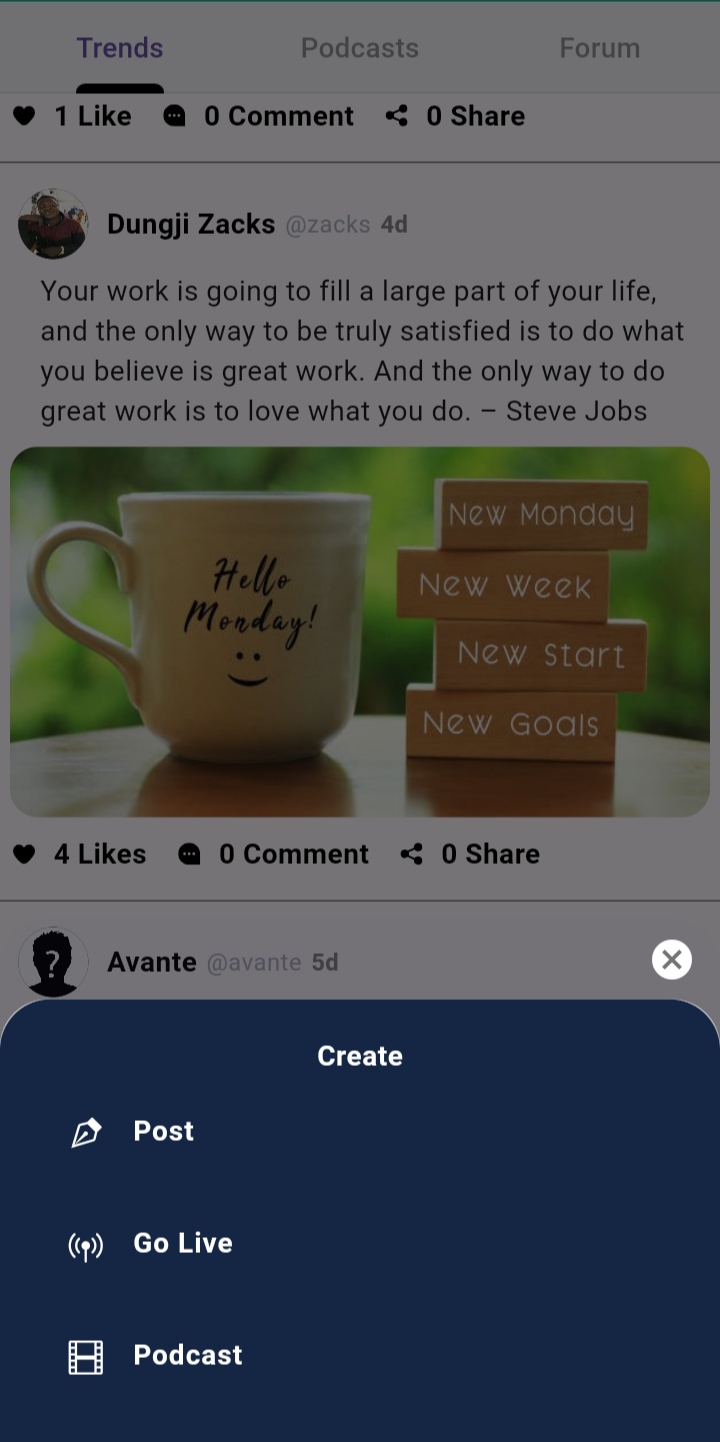 Trends Podcasts Forum
1 Like 0 Comment 0 Share
Dungji Zacks @zacks 4d
Your work is going to fill a large part of your life,
and the only way to be truly satisfied is to do what
you believe is great work. And the only way to do
great work is to love what you do. – Steve Jobs
Hello
Monday!
New Monday
New Week
New Start
New Goals
4 Likes 0 Comment 0 Share
?
Avante @avante 5d
Create
Post
Go Live
Podcast